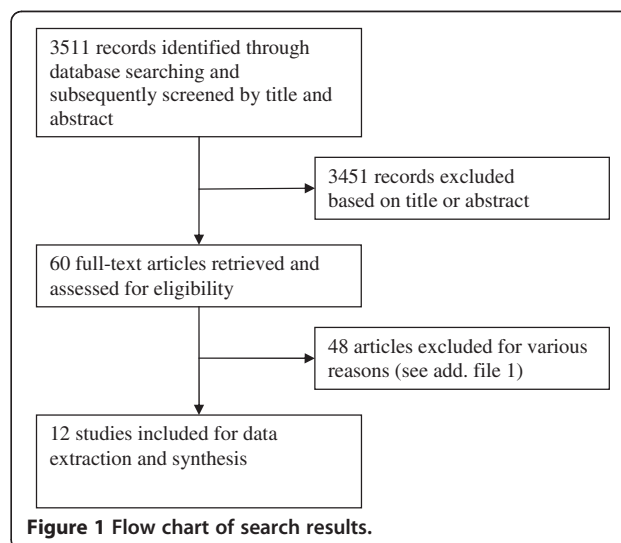 3511 records identified through
database searching and
subsequently screened by title and
abstract
3451 records excluded
based on title or abstract
60 full-text articles retrieved and
assessed for eligibility
48 articles excluded for various
reasons (see add. file 1)
12 studies included for data
extraction and synthesis
Figure 1 Flow chart of search results.